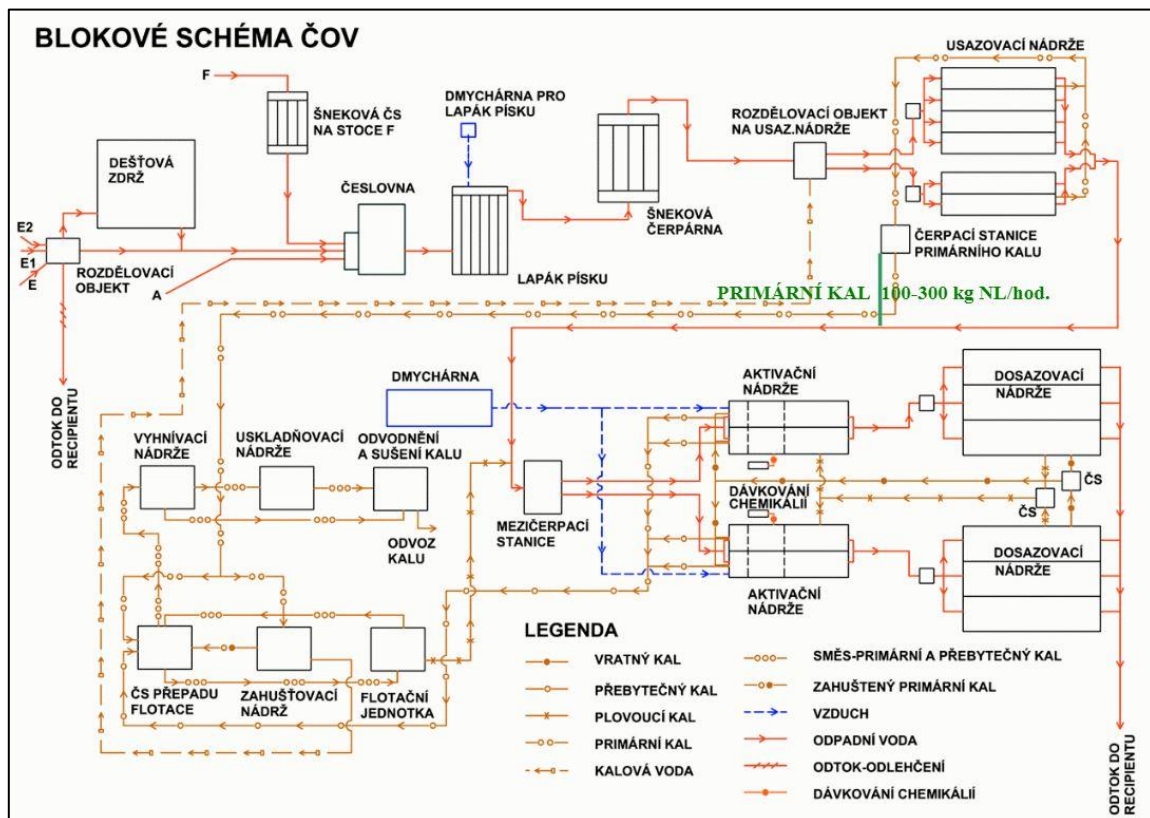 BLOKOVÉ SCHÉMA ČOV
F
ŠNEKOVÁ ČS
NA STOCE F
DMYCHÁRNA PRO
LAPÁK PÍSKU
ROZDĚLOVACÍ OBJEKT
NA USAZ.NÁDRŽE
USAZOVACÍ NÁDRŽE
DEŠŤOVÁ
ZDRŽ
ČESLOVNA
ŠNEKOVÁ
ČERPÁRNA
E2
E1
E
ROZDĚLOVACÍ
OBJEKT
A
LAPÁK PÍSKU
ČERPACÍ STANICE
PRIMÁRNÍHO KALU
PRIMÁRNÍ KAL 100-300 kg NL/hod.
ODTOK DO
RECIPIENTU
DMYCHÁRNA
AKTIVAČNÍ
NÁDRŽE
DOSAZOVACÍ
NÁDRŽE
VYHNÍVACÍ
NÁDRŽE
USKLADŇOVACÍ
NÁDRŽE
ODVODNĚNÍ
A SUŠENÍ KALU
ODVOZ
KALU
MEZIČERPACÍ
STANICE
DÁVKOVÁNÍ
CHEMIKÁLIÍ
ČS
ČS
AKTIVAČNÍ
NÁDRŽE
DOSAZOVACÍ
NÁDRŽE
ČS PŘEPADU
FLOTACE
ZAHUŠŤOVACÍ
NÁDRŽ
FLOTAČNÍ
JEDNOTKA
LEGENDA
VRATNÝ KAL
PŘEBYTEČNÝ KAL
PLOVOUCÍ KAL
PRIMÁRNÍ KAL
KALOVÁ VODA
SMĚS-PRIMÁRNÍ A PŘEBYTEČNÝ KAL
ZAHUŠTENÝ PRIMÁRNÍ KAL
VZDUCH
ODPADNÍ VODA
ODTOK-ODLEHČENÍ
DÁVKOVÁNÍ CHEMIKÁLIÍ
ODTOK DO
RECIPIENTU